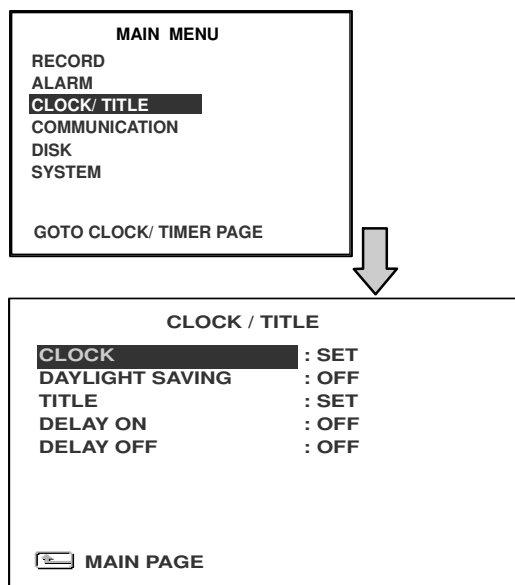 MAIN MENU
RECORD
ALARM
CLOCK/ TITLE
COMMUNICATION
DISK
SYSTEM
GOTO CLOCK/ TIMER PAGE
CLOCK / TITLE
CLOCK : SET
DAYLIGHT SAVING : OFF
TITLE : SET
DELAY ON : OFF
DELAY OFF : OFF
MAIN PAGE